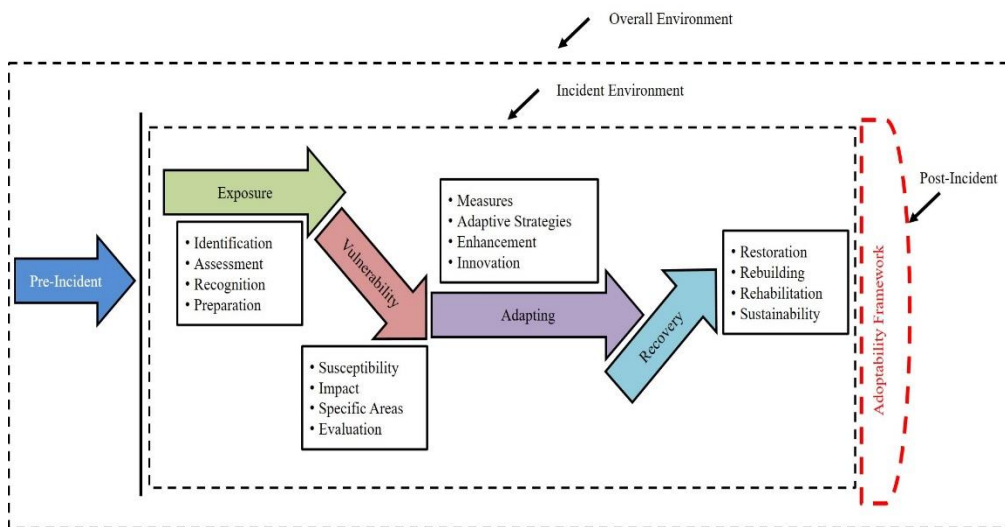 Overall Environment
Incident Environment
Post-Incident
Pre-Incident
Exposure
• Identification
• Assessment
• Recognition
• Preparation
Vulnerability
• Susceptibility
• Impact
• Specific Areas
• Evaluation
• Measures
• Adaptive Strategies
• Enhancement
• Innovation
Adapting
Recovery
• Restoration
• Rebuilding
• Rehabilitation
• Sustainability
Adoptability Framework